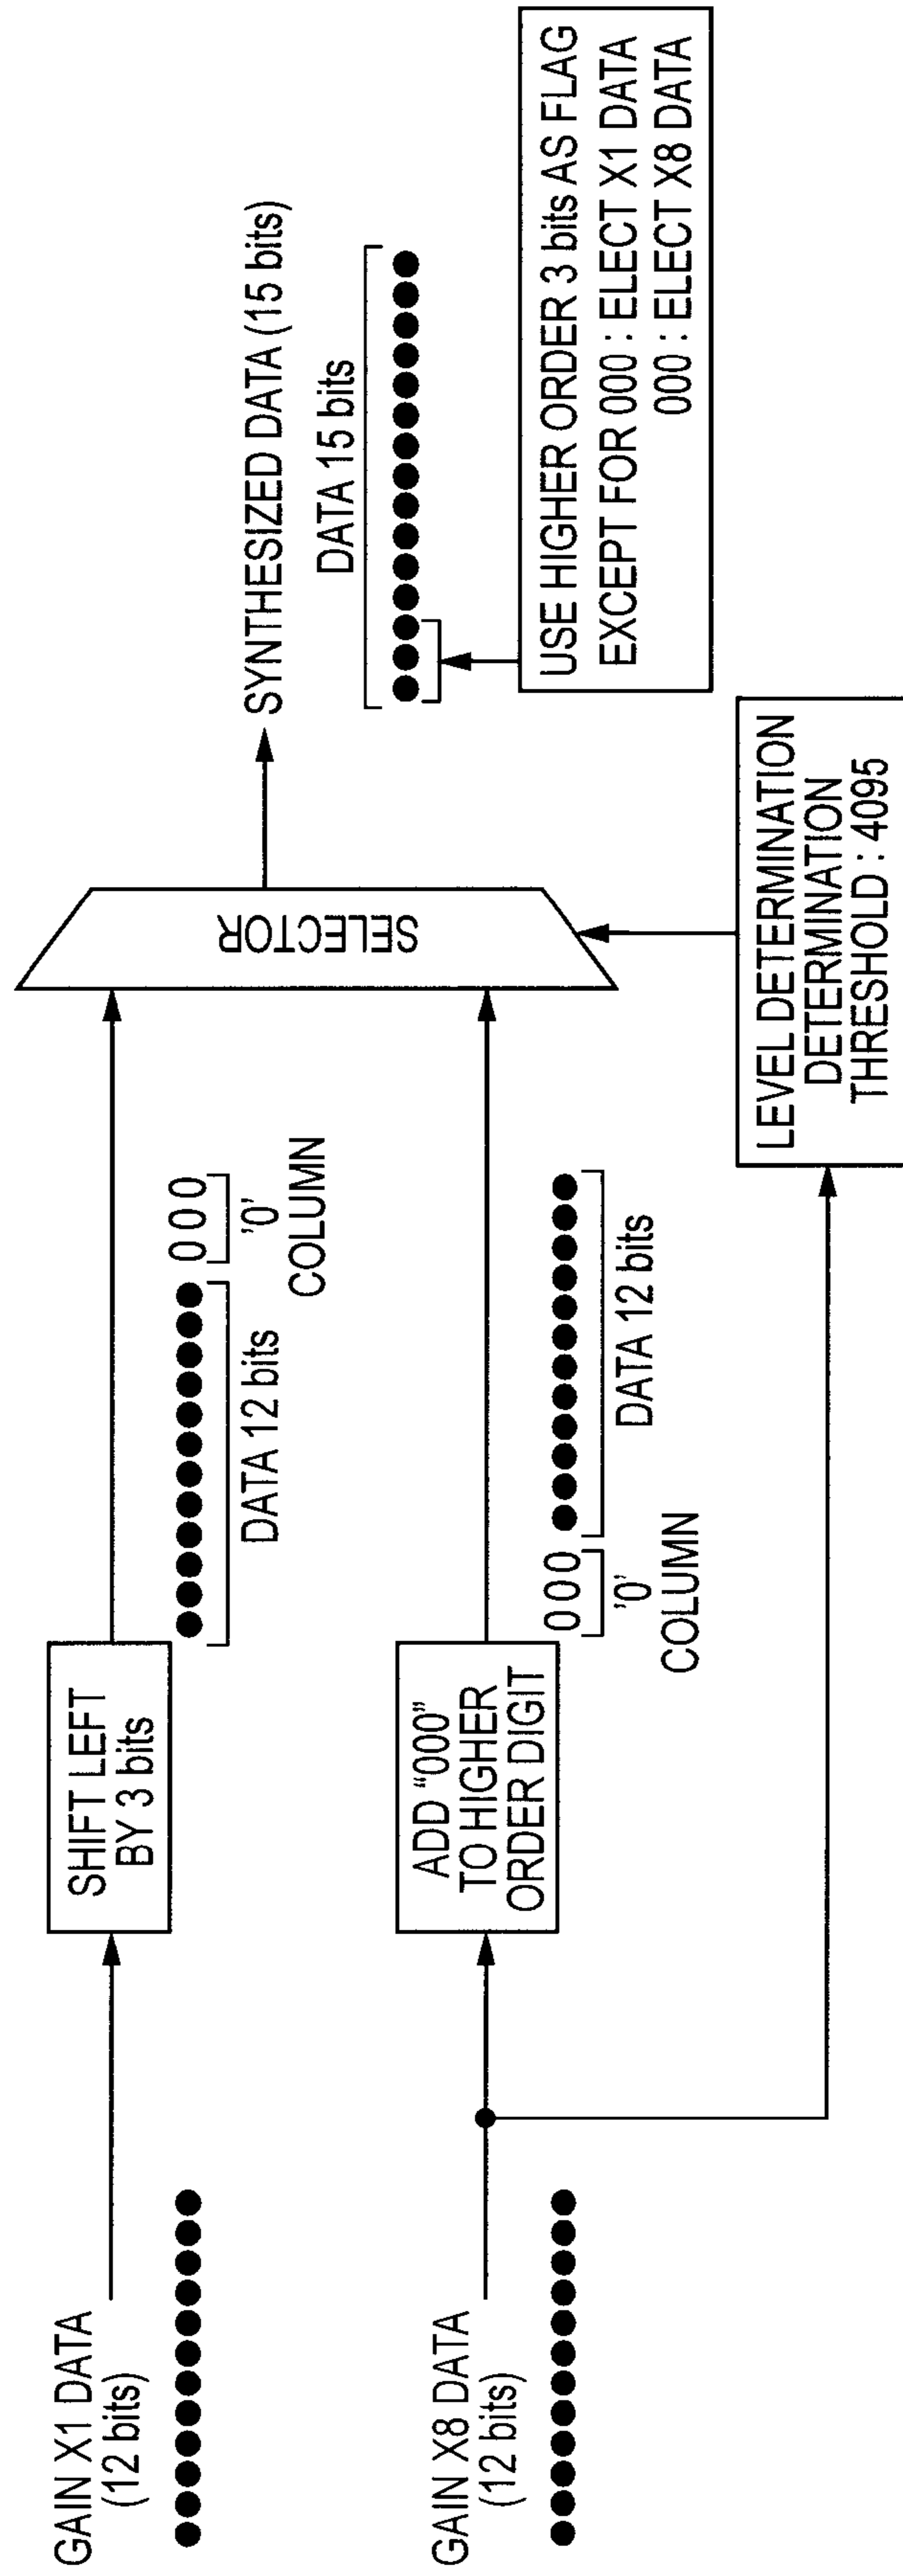 GAIN X1 DATA
(12 bits)
SHIFT LEFT
BY 3 bits
000
DATA 12 bits
'0'
COLUMN
GAIN X8 DATA
(12 bits)
ADD “000”
TO HIGHER
ORDER DIGIT
000
'0'
COLUMN
DATA 12 bits
SELECTOR
LEVEL DETERMINATION
DETERMINATION
THRESHOLD : 4095
SYNTHESIZED DATA (15 bits)
DATA 15 bits
USE HIGHER ORDER 3 bits AS FLAG
EXCEPT FOR 000 : ELECT X1 DATA
000 : ELECT X8 DATA